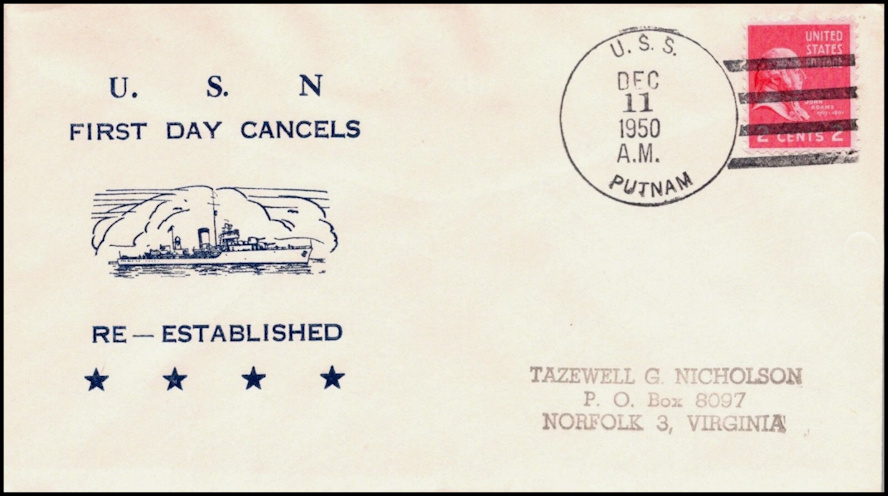 U. S. N
FIRST DAY CANCELS
RE—ESTABLISHED
U. S. S.
DEC
11
1950
A.M.
PUTNAM
UNITED
STATES
POSTAGE
JOHN
ADAMS
2 CENTS 2
TAZEWELL G. NICHOLSON
P. O. Box 8097
NORFOLK 3, VIRGINIA